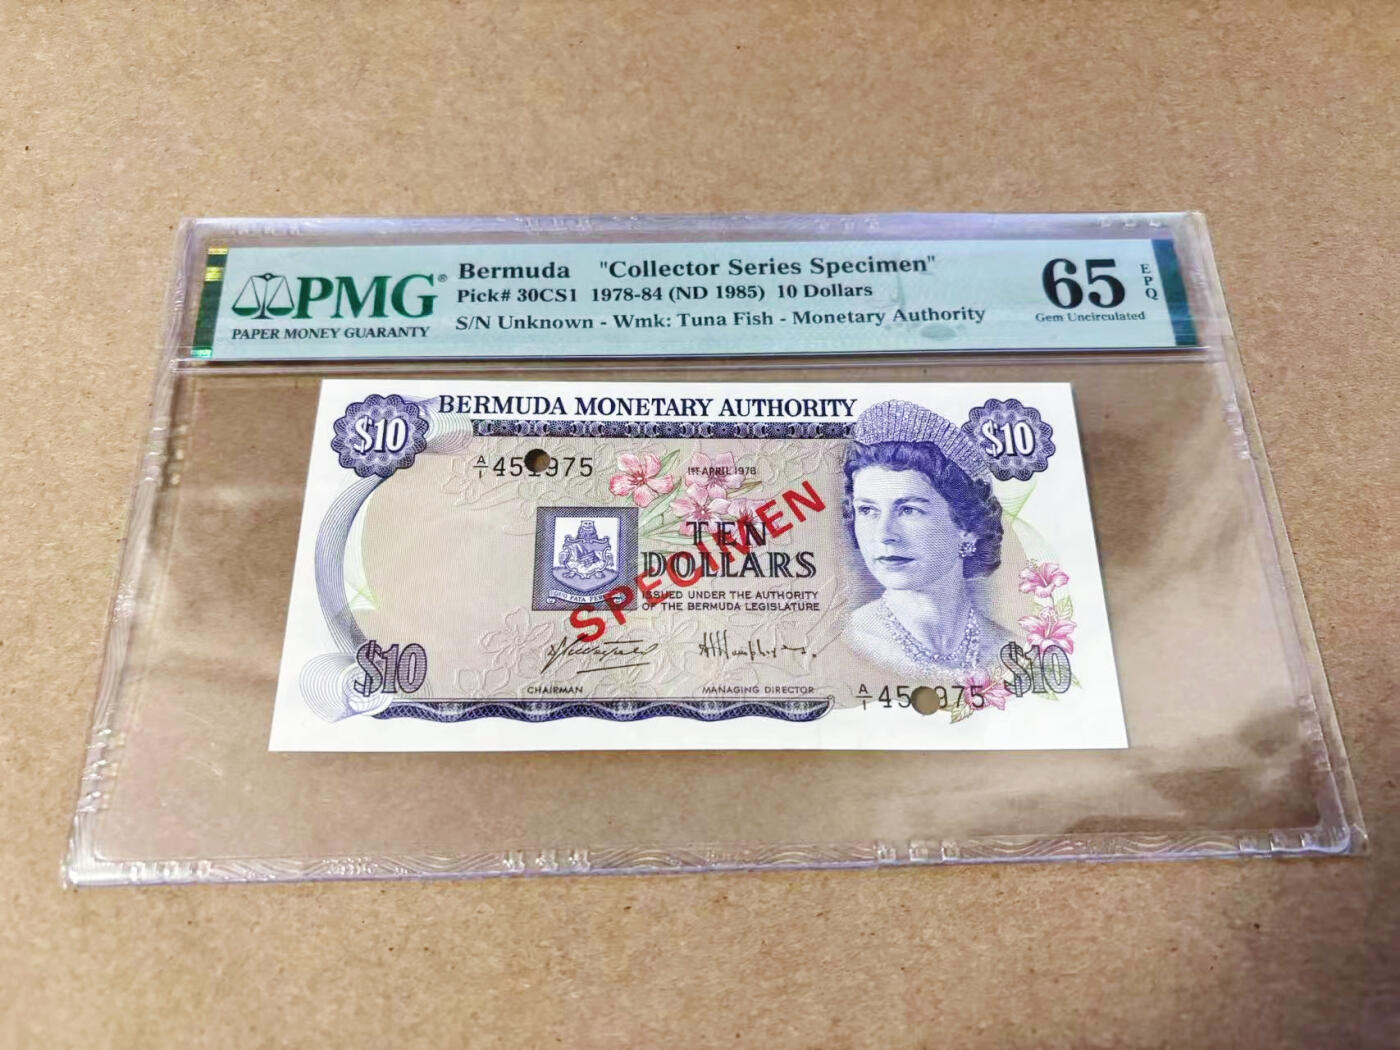 PMG®
PAPER MONEY GUARANTY
Bermuda "Collector Series Specimen"
Pick# 30CS1 1978-84 (ND 1985) 10 Dollars
S/N Unknown - Wmk: Tuna Fish - Monetary Authority
65 EPQ
Gem Uncirculated
BERMUDA MONETARY AUTHORITY
$10
$10
1ST APRIL 1978
TEN
DOLLARS
SPECIMEN
ISSUED UNDER THE AUTHORITY
OF THE BERMUDA LEGISLATURE
CHAIRMAN
MANAGING DIRECTOR
$10
$10